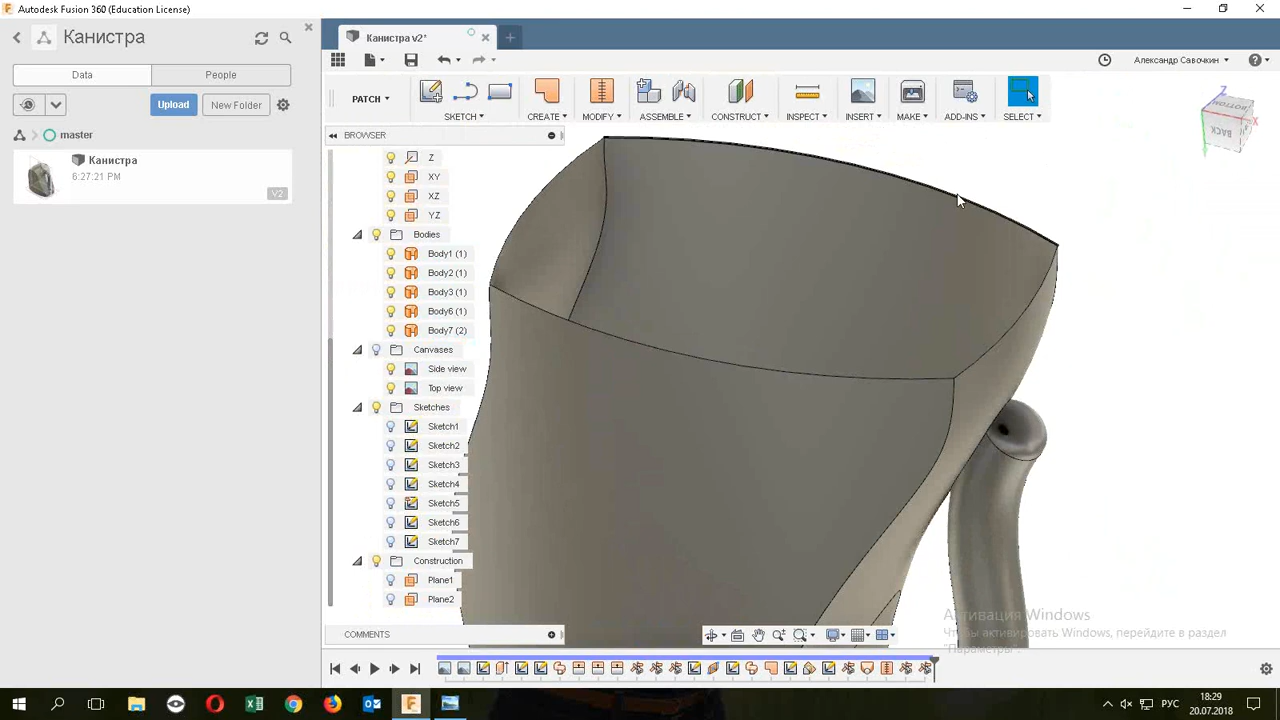 Autodesk Fusion 360 (Education License)
Канистра
Data
People
Upload
New Folder
master
Канистра
6:27:21 PM
V2
Канистра v2*
Александр Савочкин
PATCH
SKETCH
CREATE
MODIFY
ASSEMBLE
CONSTRUCT
INSPECT
INSERT
MAKE
ADD-INS
SELECT
BROWSER
Z
XY
XZ
YZ
Bodies
Body1 (1)
Body2 (1)
Body3 (1)
Body6 (1)
Body7 (2)
Canvases
Side view
Top view
Sketches
Sketch1
Sketch2
Sketch3
Sketch4
Sketch5
Sketch6
Sketch7
Construction
Plane1
Plane2
Z
X
BOTTOM
BACK
COMMENTS
Активация Windows
Чтобы активировать Windows, перейдите в раздел
"Параметры".
РУС
18:29
20.07.2018